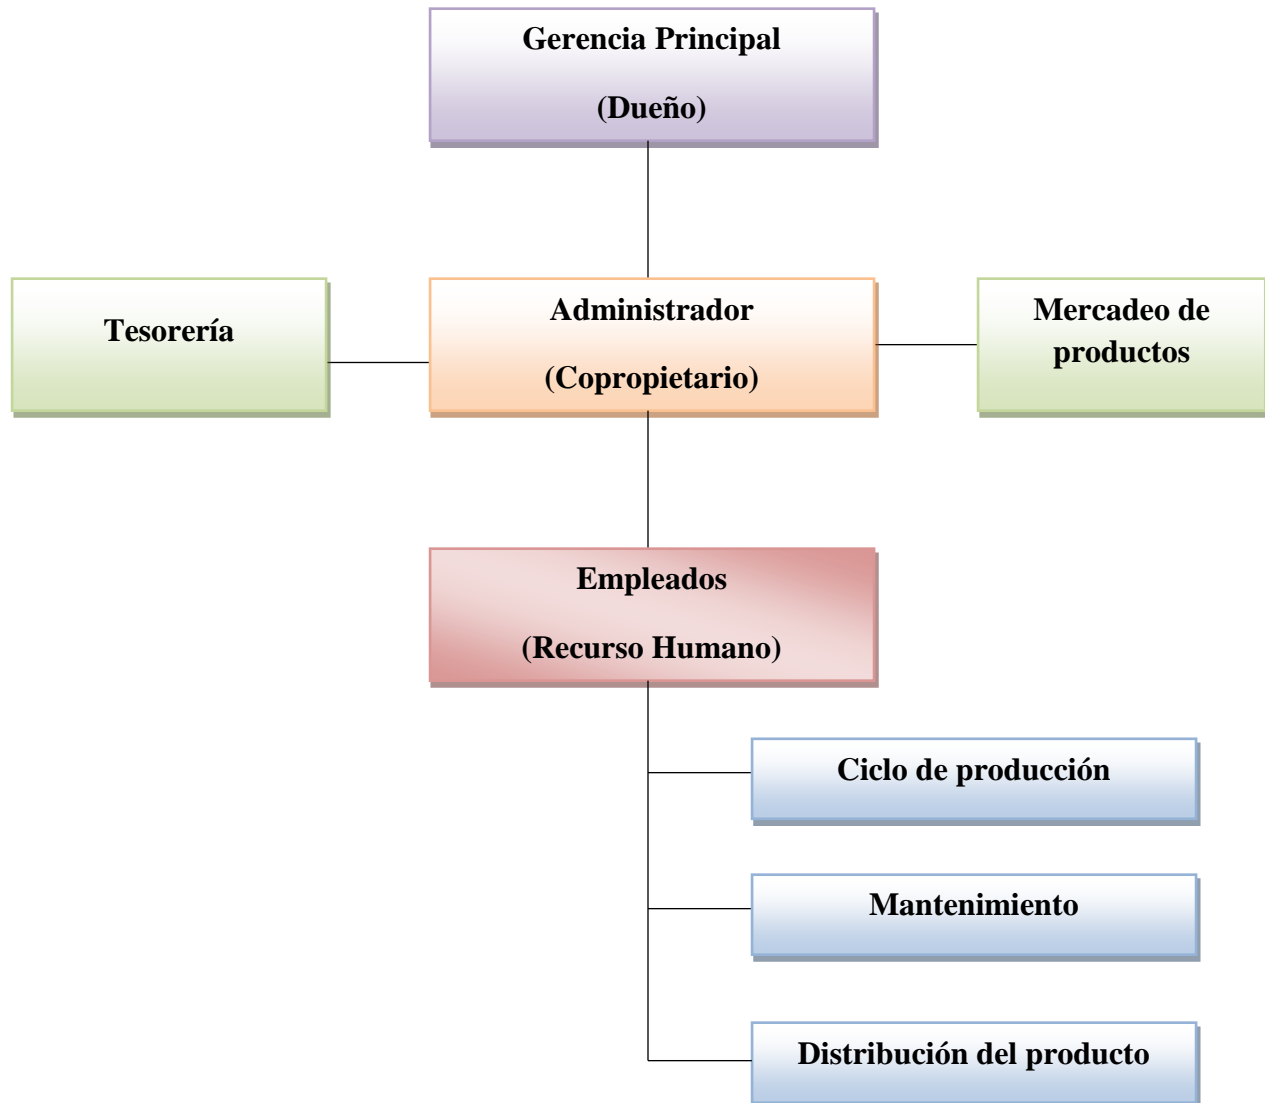 Gerencia Principal
(Dueño)
Tesorería
Administrador
(Copropietario)
Mercadeo de
productos
Empleados
(Recurso Humano)
Ciclo de producción
Mantenimiento
Distribución del producto